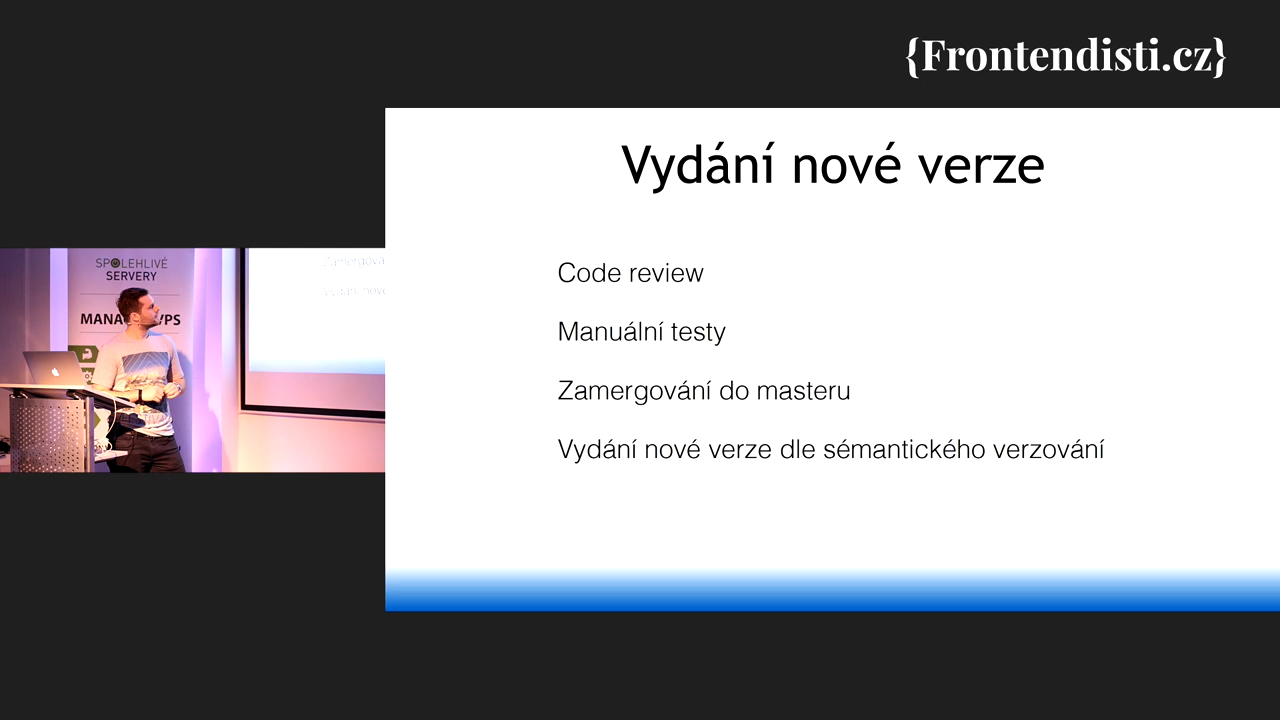 {Frontendisti.cz}
Vydání nové verze
Code review
Manuální testy
Zamergování do masteru
Vydání nové verze dle sémantického verzování
SPOLEHLIVÉ
SERVERY